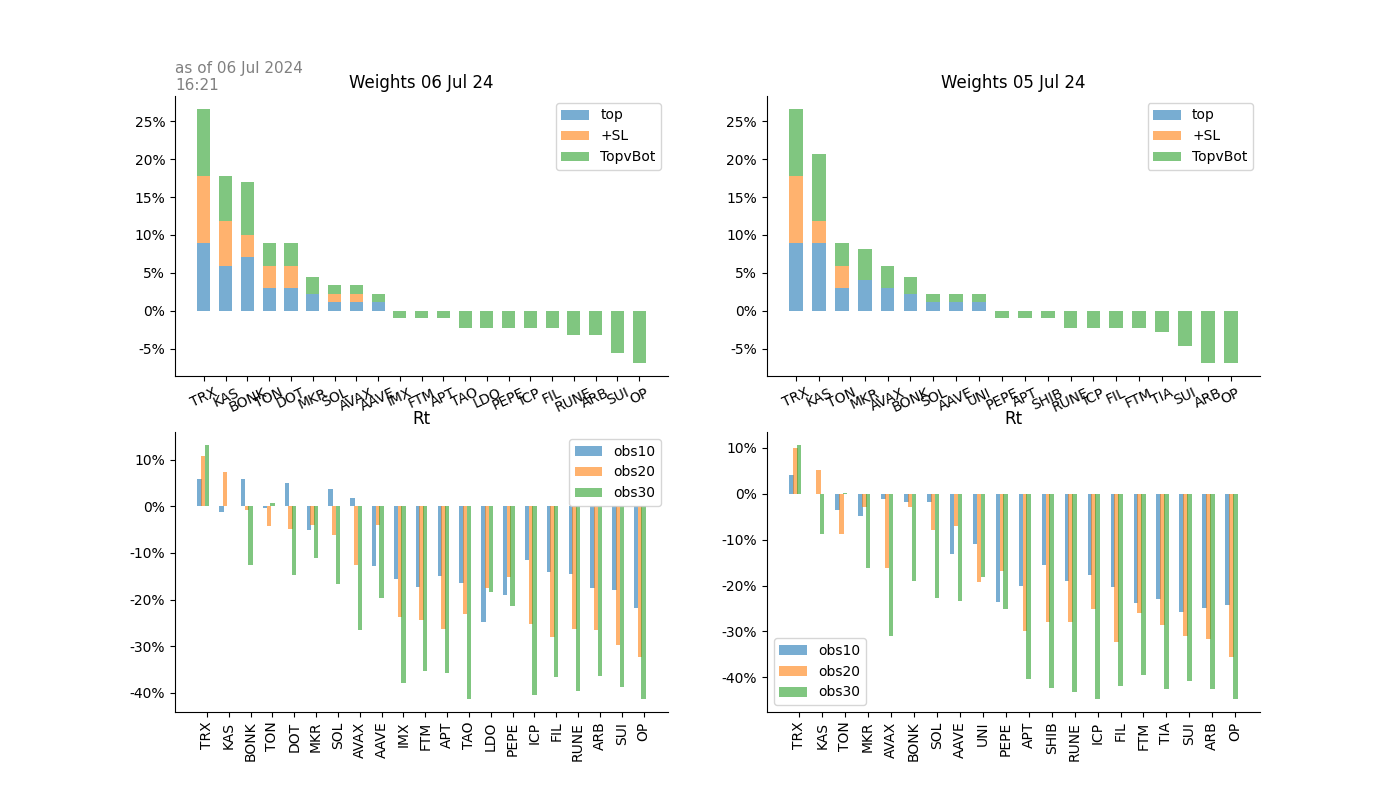 as of 06 Jul 2024
16:21
Weights 06 Jul 24
25%
20%
15%
10%
5%
0%
-5%
top
+SL
TopvBot
TRX KAS BONK TON DOT MKR SOL AVAX AAVE IMX FTM APT TAO LDO PEPE ICP FIL RUNE ARB SUI OP
Weights 05 Jul 24
25%
20%
15%
10%
5%
0%
-5%
top
+SL
TopvBot
TRX KAS TON MKR AVAX BONK SOL AAVE UNI PEPE APT SHIB RUNE ICP FIL FTM TIA SUI ARB OP
Rt
10%
0%
-10%
-20%
-30%
-40%
obs10
obs20
obs30
TRX KAS BONK TON DOT MKR SOL AVAX AAVE IMX FTM APT TAO LDO PEPE ICP FIL RUNE ARB SUI OP
Rt
10%
0%
-10%
-20%
-30%
-40%
obs10
obs20
obs30
TRX KAS TON MKR AVAX BONK SOL AAVE UNI PEPE APT SHIB RUNE ICP FIL FTM TIA SUI ARB OP